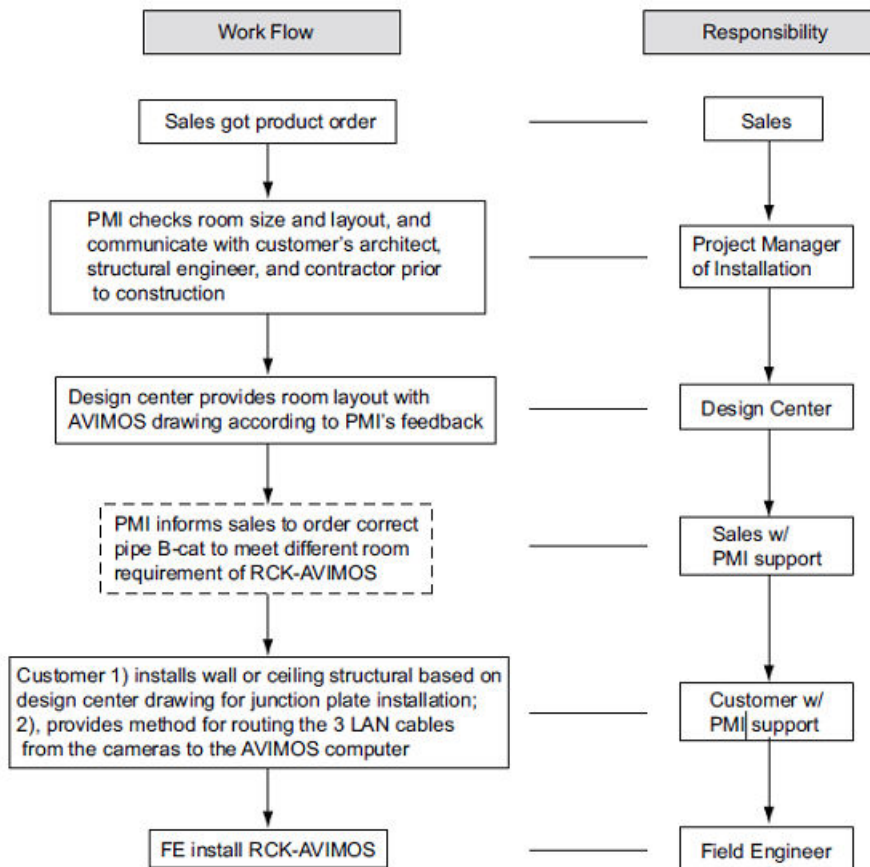 Work Flow
Responsibility
Sales got product order
Sales
PMI checks room size and layout, and
communicate with customer's architect,
structural engineer, and contractor prior
to construction
Project Manager
of Installation
Design center provides room layout with
AVIMOS drawing according to PMI's feedback
Design Center
PMI informs sales to order correct
pipe B-cat to meet different room
requirement of RCK-AVIMOS
Sales w/
PMI support
Customer 1) installs wall or ceiling structural based on
design center drawing for junction plate installation;
2), provides method for routing the 3 LAN cables
from the cameras to the AVIMOS computer
Customer w/
PMI support
FE install RCK-AVIMOS
Field Engineer